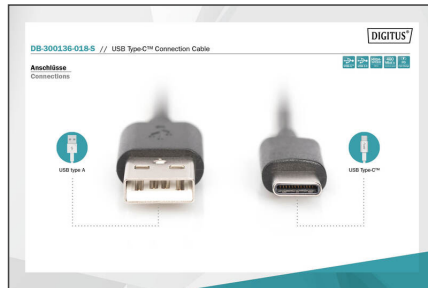 DIGITUS®
DB-300136-018-S // USB Type-C™ Connection Cable
Anschlüsse
Connections
USB type A
USB Type-C™